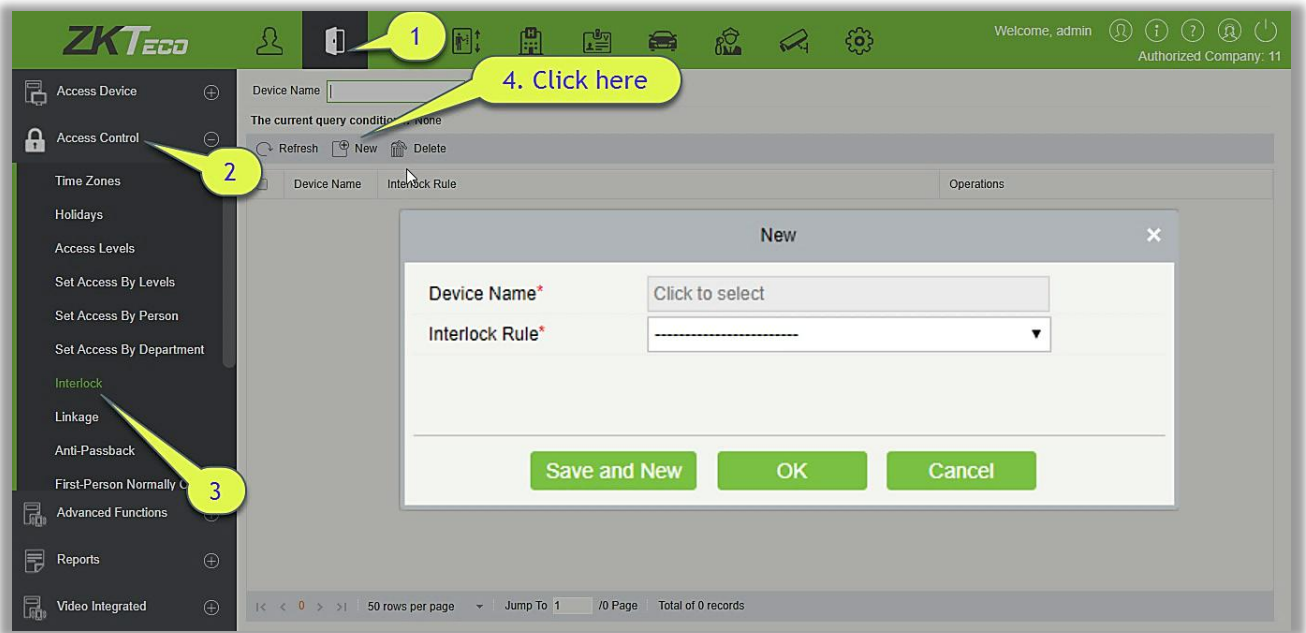 ZKTECO
1
Welcome, admin
Authorized Company: 11
4. Click here
Access Device
Device Name
The current query conditions: None
Access Control
2
Refresh New Delete
Time Zones
Device Name Interlock Rule Operations
Holidays
Access Levels
Set Access By Levels
Set Access By Person
Set Access By Department
Interlock
Linkage
Anti-Passback
First-Person Normally
3
Advanced Functions
Reports
Video Integrated
New
Device Name* Click to select
Interlock Rule* ------------------------
Save and New OK Cancel
|< < 0 > >| 50 rows per page Jump To 1 /0 Page Total of 0 records